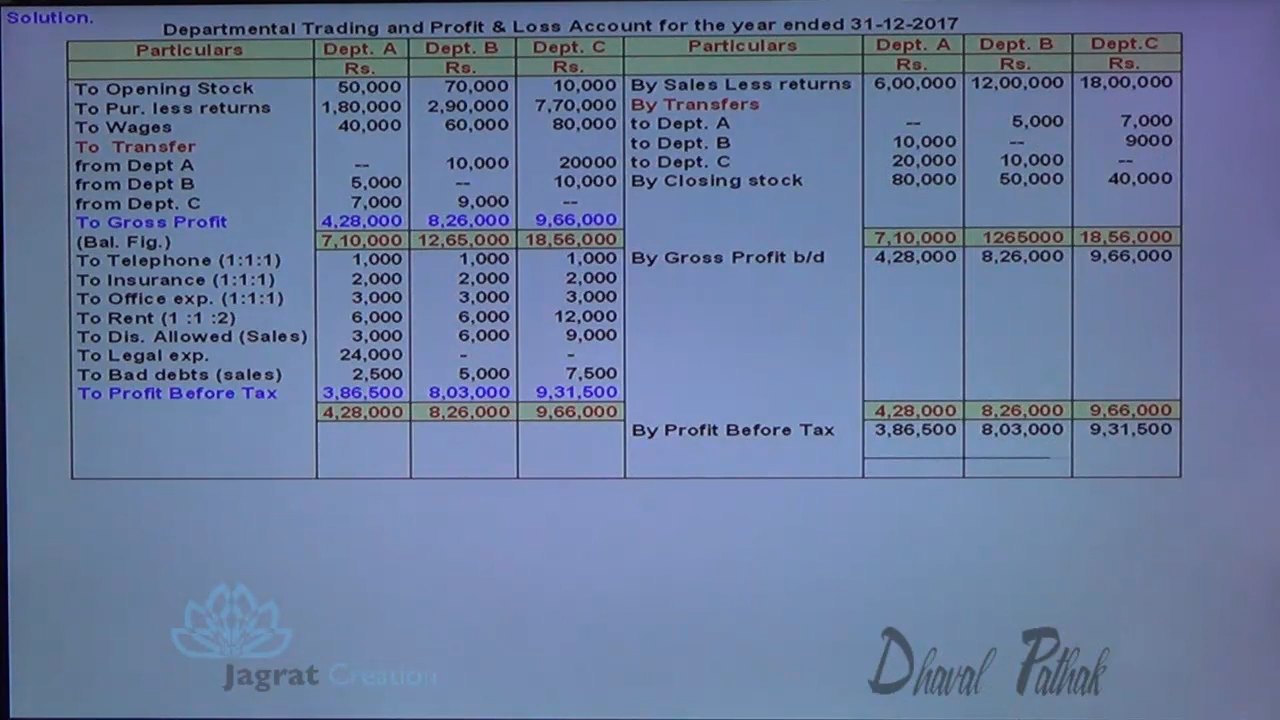 Solution.
Departmental Trading and Profit & Loss Account for the year ended 31-12-2017
Particulars Dept. A Dept. B Dept. C Particulars Dept. A Dept. B Dept.C
Rs. Rs. Rs. Rs. Rs. Rs.
To Opening Stock 50,000 70,000 10,000 By Sales Less returns 6,00,000 12,00,000 18,00,000
To Pur. less returns 1,80,000 2,90,000 7,70,000 By Transfers
To Wages 40,000 60,000 80,000 to Dept. A -- 5,000 7,000
To Transfer to Dept. B 10,000 -- 9000
from Dept A -- 10,000 20000 to Dept. C 20,000 10,000 --
from Dept B 5,000 -- 10,000 By Closing stock 80,000 50,000 40,000
from Dept. C 7,000 9,000 --
To Gross Profit 4,28,000 8,26,000 9,66,000
(Bal. Fig.) 7,10,000 12,65,000 18,56,000 7,10,000 1265000 18,56,000
To Telephone (1:1:1) 1,000 1,000 1,000 By Gross Profit b/d 4,28,000 8,26,000 9,66,000
To Insurance (1:1:1) 2,000 2,000 2,000
To Office exp. (1:1:1) 3,000 3,000 3,000
To Rent (1 :1 :2) 6,000 6,000 12,000
To Dis. Allowed (Sales) 3,000 6,000 9,000
To Legal exp. 24,000 - -
To Bad debts (sales) 2,500 5,000 7,500
To Profit Before Tax 3,86,500 8,03,000 9,31,500
4,28,000 8,26,000 9,66,000 4,28,000 8,26,000 9,66,000
By Profit Before Tax 3,86,500 8,03,000 9,31,500
Jagrat Creation
Dhaval Pathak